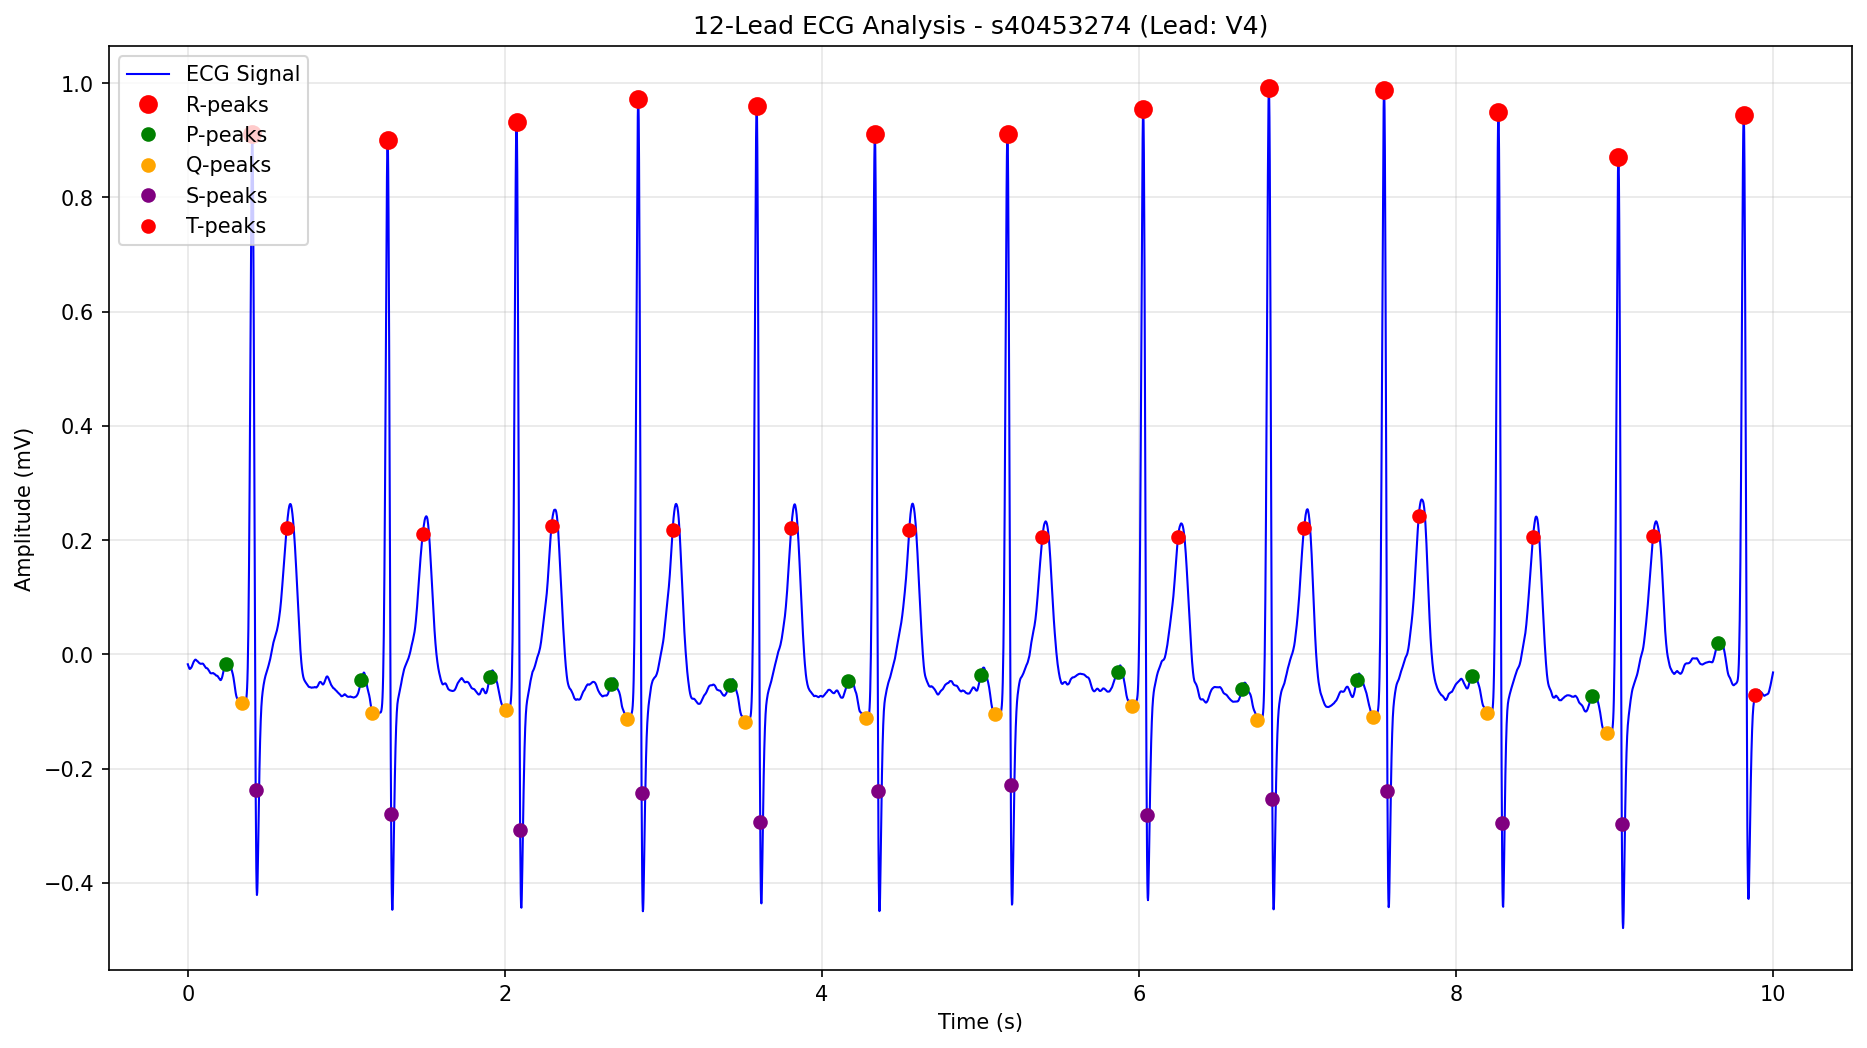 12-Lead ECG Analysis - s40453274 (Lead: V4)
ECG Signal
R-peaks
P-peaks
Q-peaks
S-peaks
T-peaks
Amplitude (mV)
1.0
0.8
0.6
0.4
0.2
0.0
−0.2
−0.4
0 2 4 6 8 10
Time (s)